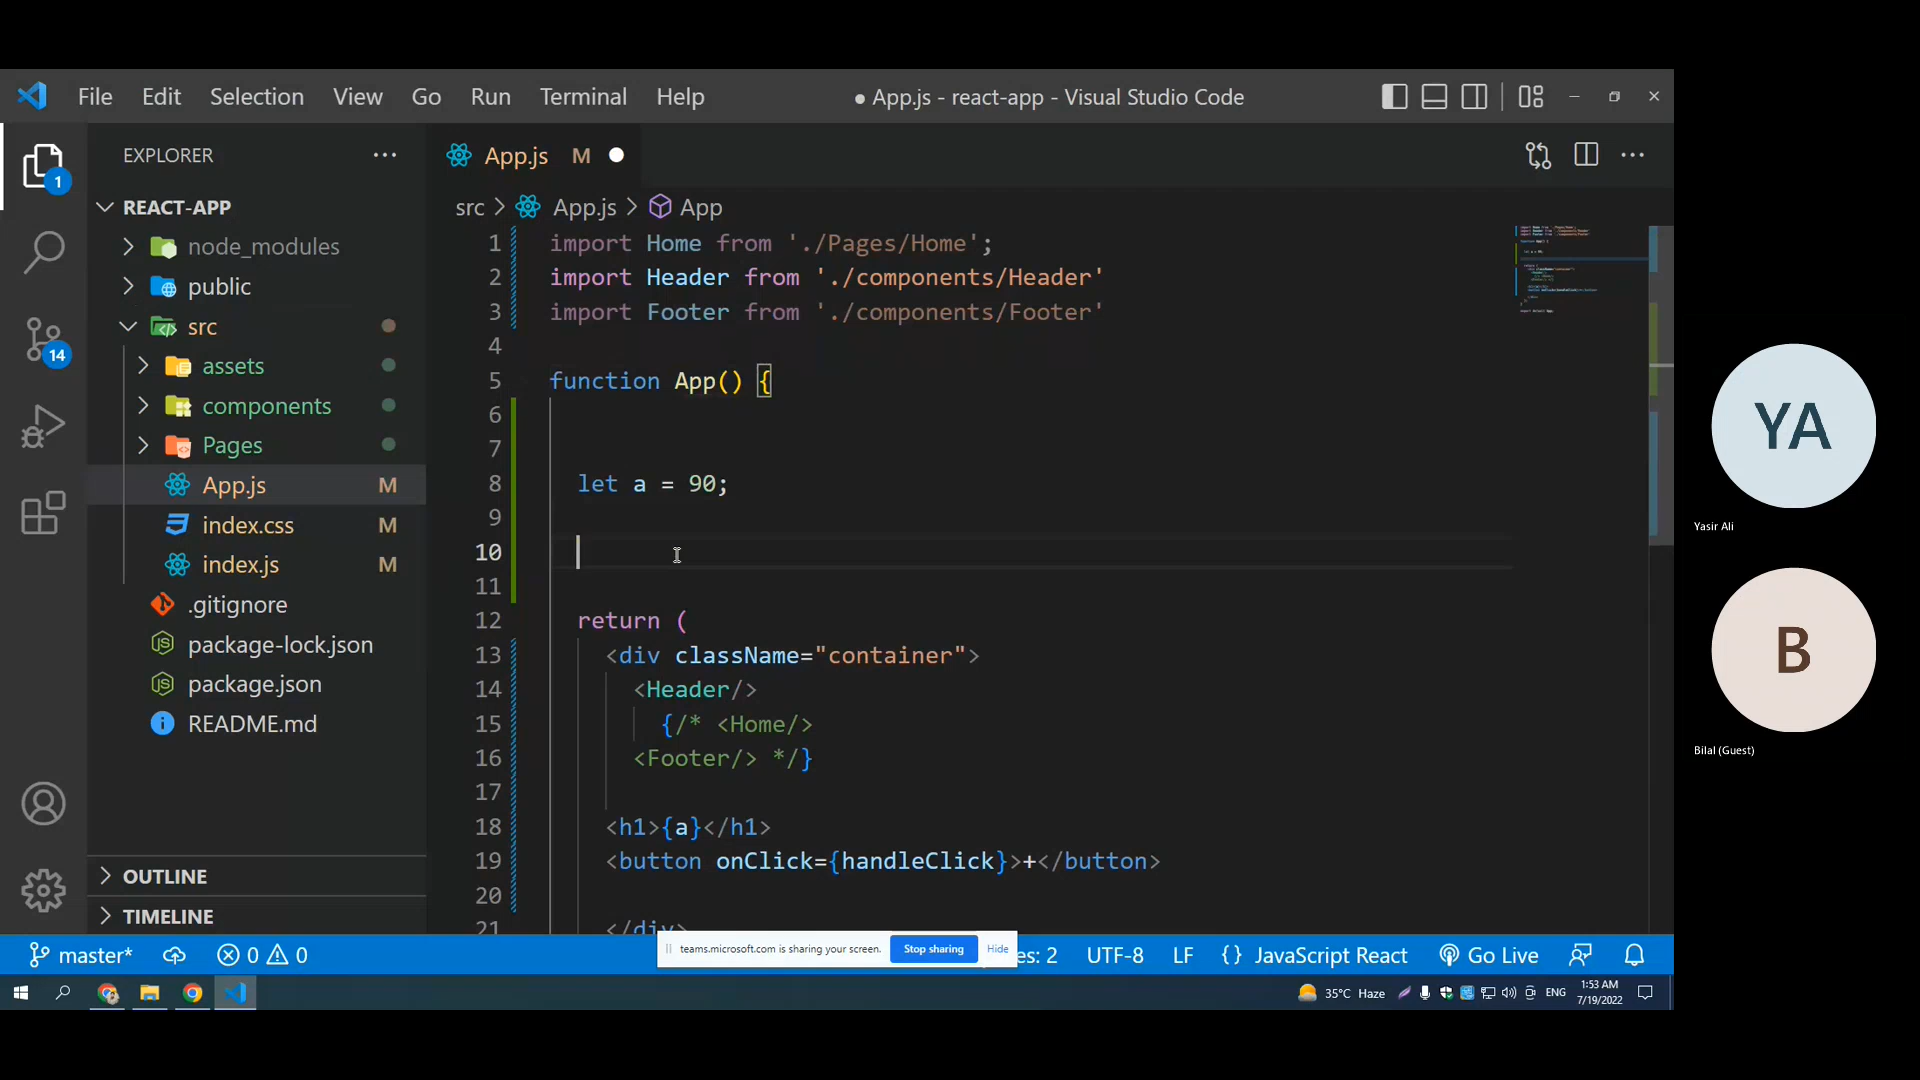 File Edit Selection View Go Run Terminal Help ● App.js - react-app - Visual Studio Code
EXPLORER ···
App.js M
1
REACT-APP
src > App.js > App
node_modules
public
src
assets
components
Pages
App.js M
index.css M
index.js M
.gitignore
package-lock.json
package.json
README.md
14
OUTLINE
TIMELINE
1 import Home from './Pages/Home';
2 import Header from './components/Header'
3 import Footer from './components/Footer'
4
5 function App() {
6
7
8 let a = 90;
9
10
11
12 return (
13 <div className="container">
14 <Header/>
15 {/* <Home/>
16 <Footer/> */}
17
18 <h1>{a}</h1>
19 <button onClick={handleClick}>+</button>
20
21 </div>
YA
Yasir Ali
B
Bilal (Guest)
teams.microsoft.com is sharing your screen. Stop sharing Hide
master* 0 0 es: 2 UTF-8 LF {} JavaScript React Go Live
35°C Haze ENG 1:53 AM
7/19/2022